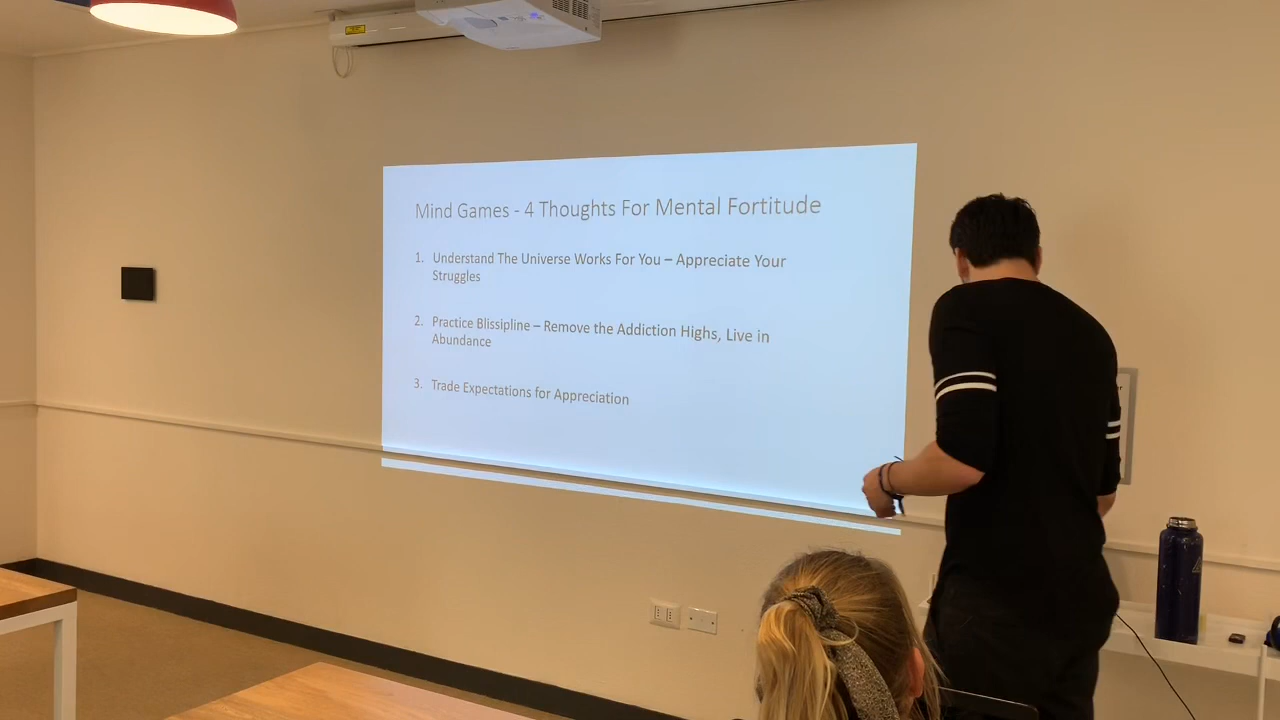 Mind Games - 4 Thoughts For Mental Fortitude
1. Understand The Universe Works For You – Appreciate Your
Struggles
2. Practice Blissipline – Remove the Addiction Highs, Live in
Abundance
3. Trade Expectations for Appreciation